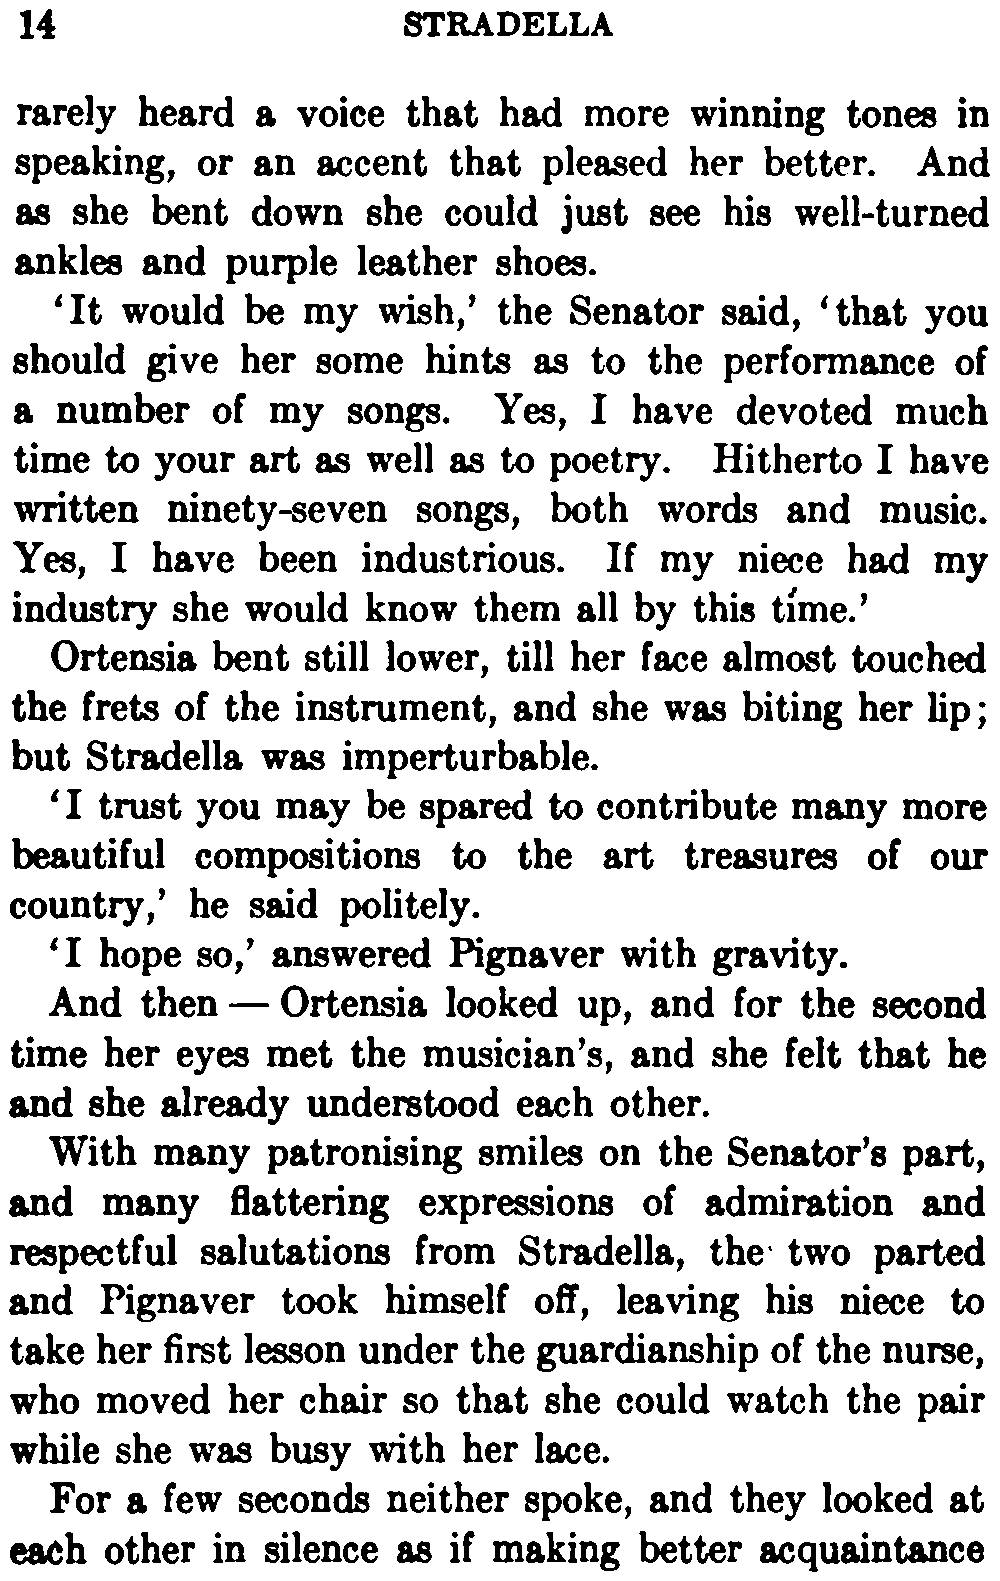 14 STRADELLA
rarely heard a voice that had more winning tones in
speaking, or an accent that pleased her better. And
as she bent down she could just see his well-turned
ankles and purple leather shoes.
‘It would be my wish,’ the Senator said, ‘that you
should give her some hints as to the performance of
a number of my songs. Yes, I have devoted much
time to your art as well as to poetry. Hitherto I have
written ninety-seven songs, both words and music.
Yes, I have been industrious. If my niece had my
industry she would know them all by this time.’
Ortensia bent still lower, till her face almost touched
the frets of the instrument, and she was biting her lip;
but Stradella was imperturbable.
‘I trust you may be spared to contribute many more
beautiful compositions to the art treasures of our
country,’ he said politely.
‘I hope so,’ answered Pignaver with gravity.
And then — Ortensia looked up, and for the second
time her eyes met the musician’s, and she felt that he
and she already understood each other.
With many patronising smiles on the Senator’s part,
and many flattering expressions of admiration and
respectful salutations from Stradella, the two parted
and Pignaver took himself off, leaving his niece to
take her first lesson under the guardianship of the nurse,
who moved her chair so that she could watch the pair
while she was busy with her lace.
For a few seconds neither spoke, and they looked at
each other in silence as if making better acquaintance